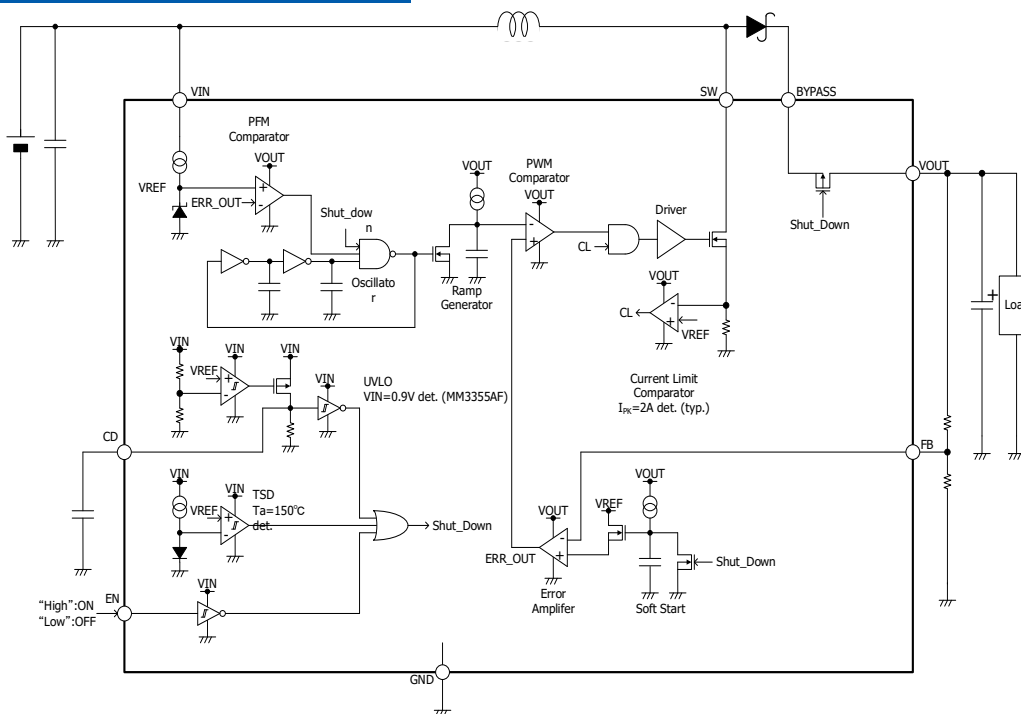 VIN
SW
BYPASS
PFM
Comparator
VOUT
VREF
ERR_OUT
+
-
Shut_dow
n
Oscillato
r
VOUT
Ramp
Generator
PWM
Comparator
VOUT
-
+
CL
Driver
VOUT
CL
-
+
VREF
Current Limit
Comparator
IPK=2A det. (typ.)
VOUT
Shut_Down
+
Loa
VIN
VREF
+
-
VIN
VIN
VIN
UVLO
VIN=0.9V det. (MM3355AF)
CD
FB
VIN
VREF
+
-
VIN
TSD
Ta=150℃
det.
Shut_Down
VOUT
ERR_OUT
-
+
Error
Amplifer
VREF
VOUT
Soft Start
Shut_Down
EN
"High":ON
"Low":OFF
VIN
GND